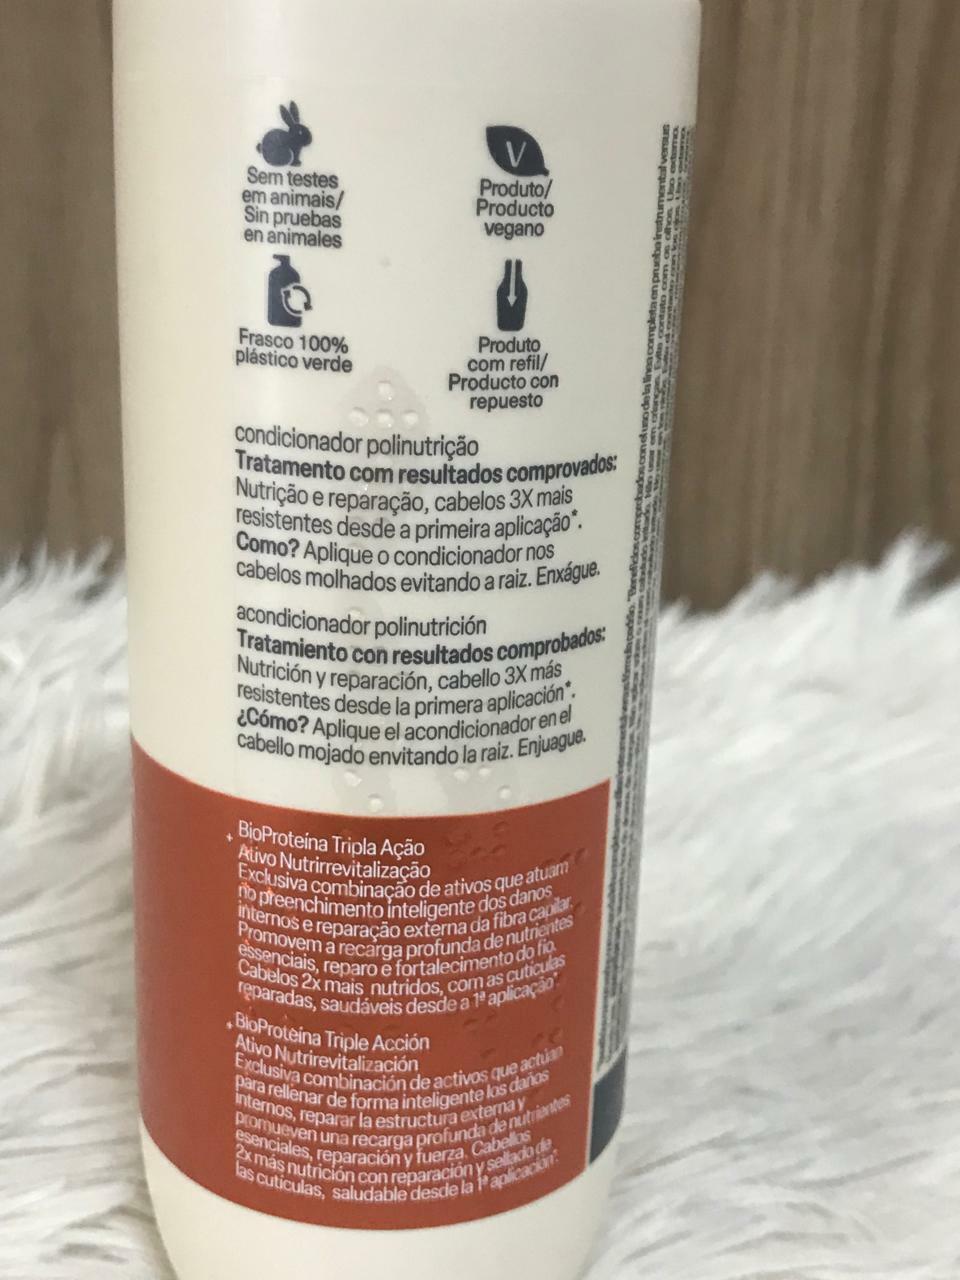 Sem testes
em animais/
Sin pruebas
en animales
V
Produto/
Producto
vegano
Frasco 100%
plástico verde
Produto
com refil/
Producto con
repuesto
condicionador polinutrição
Tratamento com resultados comprovados:
Nutrição e reparação, cabelos 3X mais
resistentes desde a primeira aplicação*.
Como? Aplique o condicionador nos
cabelos molhados evitando a raiz. Enxágue.
acondicionador polinutrición
Tratamiento con resultados comprobados:
Nutrición y reparación, cabello 3X más
resistentes desde la primera aplicación*.
¿Cómo? Aplique el acondicionador en el
cabello mojado envitando la raiz. Enjuague.
+ BioProteína Tripla Ação
Ativo Nutrirrevitalização
Exclusiva combinação de ativos que atuam
no preenchimento inteligente dos danos
internos e reparação externa da fibra capilar.
Promovem a recarga profunda de nutrientes
essenciais, reparo e fortalecimento do fio.
Cabelos 2x mais nutridos, com as cutículas
reparadas, saudáveis desde a 1ª aplicação*.
+ BioProteína Triple Acción
Ativo Nutrirevitalización
Exclusiva combinación de activos que actúan
para rellenar de forma inteligente los daños
internos, reparar la estructura externa y
promueven una recarga profunda de nutrientes
esenciales, reparación y fuerza. Cabellos
2x más nutrición con reparación y sellado de
las cutículas, saludable desde la 1ª aplicación*.